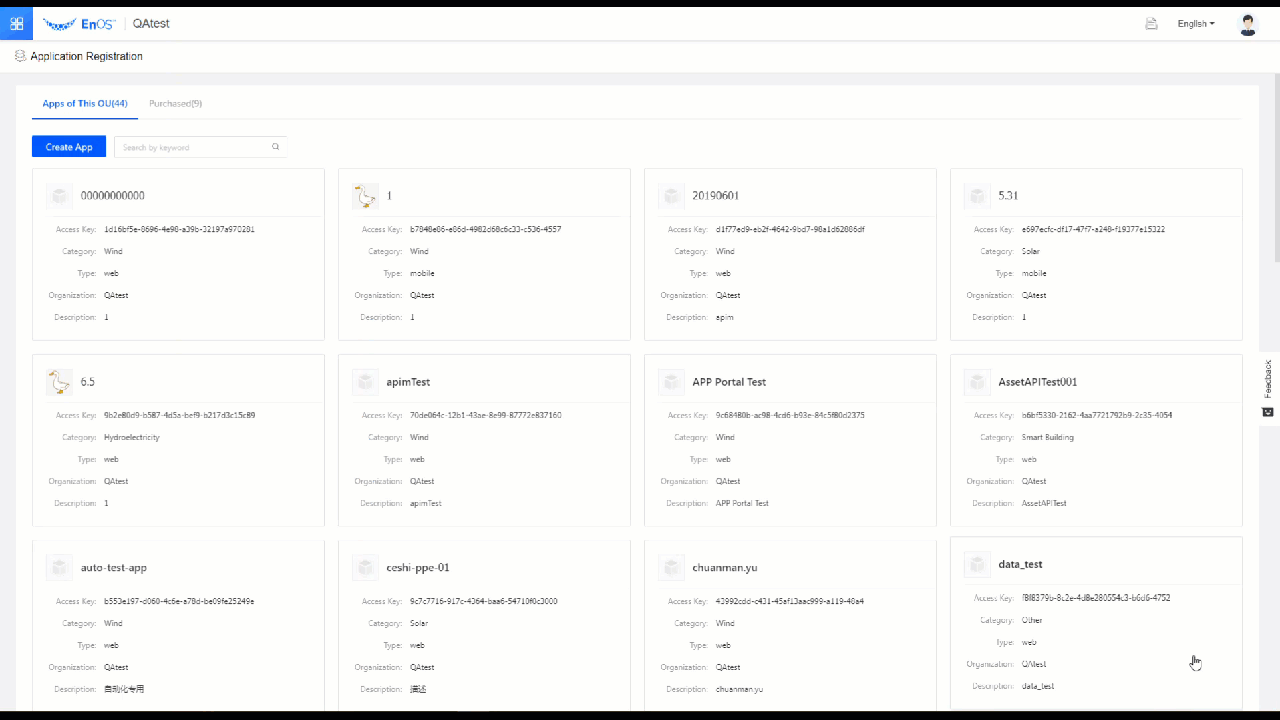 EnOS™ QAtest English
Application Registration
Apps of This OU(44) Purchased(9)
Create App Search by keyword
00000000000
Access Key: 1d16bf5e-8696-4e98-a39b-32197a970281
Category: Wind
Type: web
Organization: QAtest
Description: 1
1
Access Key: b7848e86-e86d-4982d68c6c33-c536-4557
Category: Wind
Type: mobile
Organization: QAtest
Description: 1
20190601
Access Key: d1f77ed9-eb2f-4642-9bd7-98a1d62886df
Category: Wind
Type: web
Organization: QAtest
Description: apim
5.31
Access Key: e697ecfc-df17-47f7-a248-f19377e15322
Category: Solar
Type: mobile
Organization: QAtest
Description: 1
6.5
Access Key: 9b2e80d9-b587-4d5a-bef9-b217d3c15c89
Category: Hydroelectricity
Type: web
Organization: QAtest
Description: 1
apimTest
Access Key: 70de064c-12b1-43ae-8e99-87772e837160
Category: Wind
Type: web
Organization: QAtest
Description: apimTest
APP Portal Test
Access Key: 9c68480b-ac98-4cd6-b93e-84c5f80d2375
Category: Wind
Type: web
Organization: QAtest
Description: APP Portal Test
AssetAPITest001
Access Key: b6bf5330-2162-4aa7721792b9-2c35-4054
Category: Smart Building
Type: web
Organization: QAtest
Description: AssetAPITest
auto-test-app
Access Key: b553e197-d060-4c6e-a78d-be09fe25249e
Category: Wind
Type: web
Organization: QAtest
Description: 自动化专用
ceshi-ppe-01
Access Key: 9c7c7716-917c-4364-baa6-54710f0c3000
Category: Solar
Type: web
Organization: QAtest
Description: 描述
chuanman.yu
Access Key: 43992cdd-c431-45af13aac999-a119-40a4
Category: Wind
Type: web
Organization: QAtest
Description: chuanman.yu
data_test
Access Key: f8f8379b-8c2e-4d8e280554c3-b6d6-4752
Category: Other
Type: web
Organization: QAtest
Description: data_test
Feedback